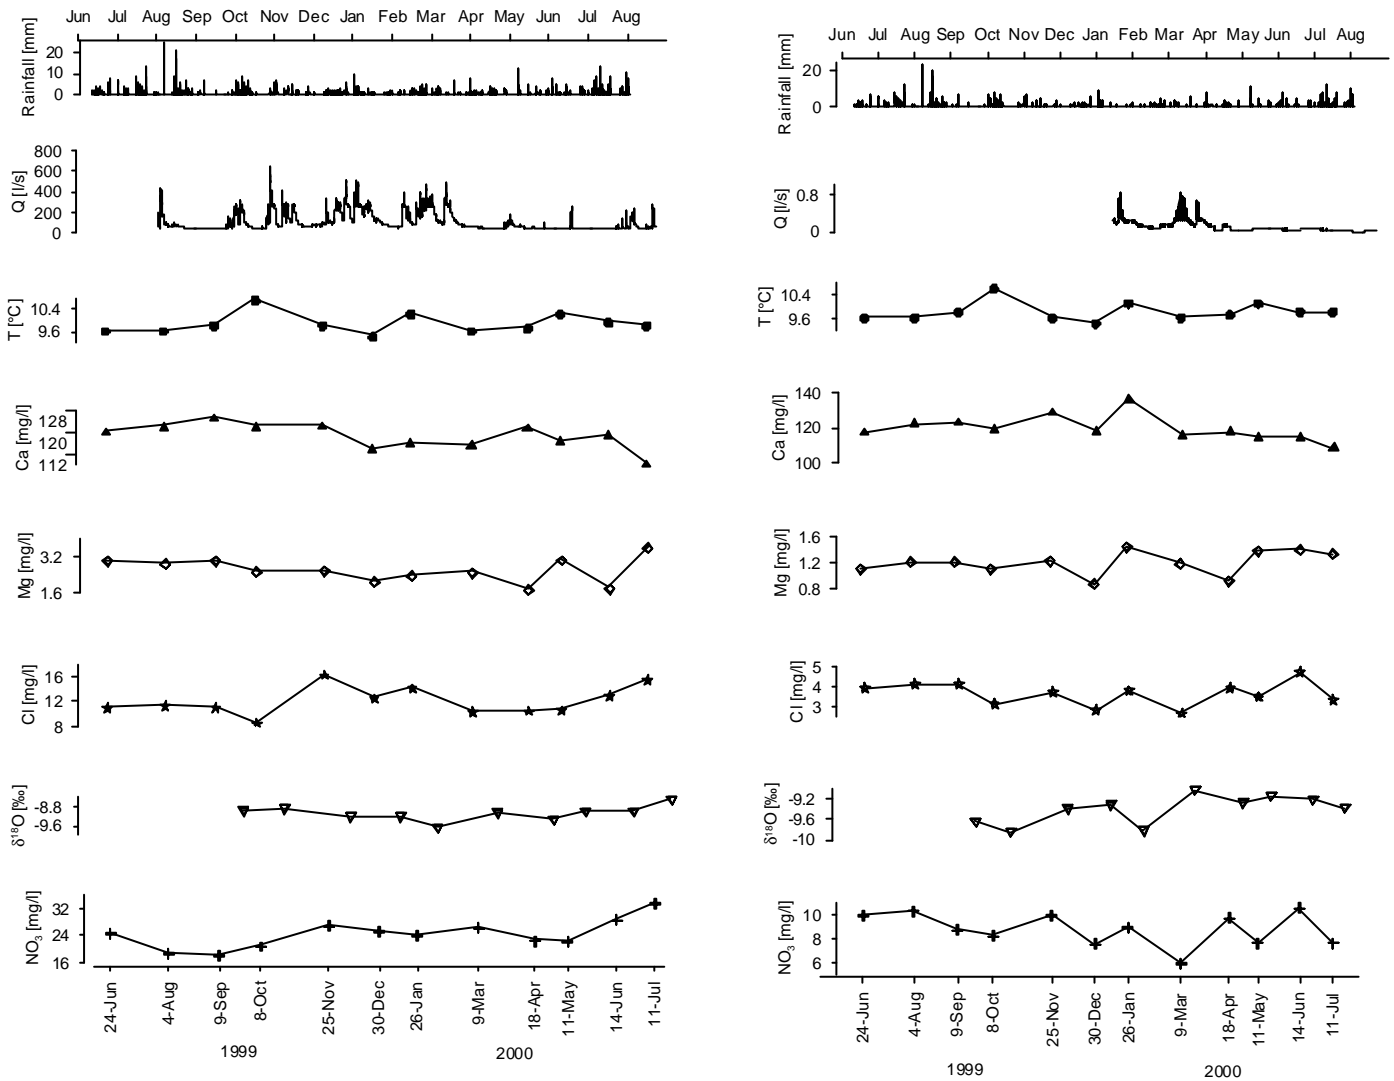 Jun Jul Aug Sep Oct Nov Dec Jan Feb Mar Apr May Jun Jul Aug
Rainfall [mm]
20
10
0
Q [l/s]
800
600
400
200
0
T [°C]
10.4
9.6
Ca [mg/l]
128
120
112
Mg [mg/l]
3.2
1.6
Cl [mg/l]
16
12
8
δ¹⁸O [‰]
-8.8
-9.6
NO₃ [mg/l]
32
24
16
24-Jun 4-Aug 9-Sep 8-Oct 25-Nov 30-Dec 26-Jan 9-Mar 18-Apr 11-May 14-Jun 11-Jul
1999 2000
Jun Jul Aug Sep Oct Nov Dec Jan Feb Mar Apr May Jun Jul Aug
Rainfall [mm]
20
0
Q [l/s]
0.8
0
T [°C]
10.4
9.6
Ca [mg/l]
140
120
100
Mg [mg/l]
1.6
1.2
0.8
Cl [mg/l]
5
4
3
δ¹⁸O [‰]
-9.2
-9.6
-10
NO₃ [mg/l]
10
8
6
24-Jun 4-Aug 9-Sep 8-Oct 25-Nov 30-Dec 26-Jan 9-Mar 18-Apr 11-May 14-Jun 11-Jul
1999 2000